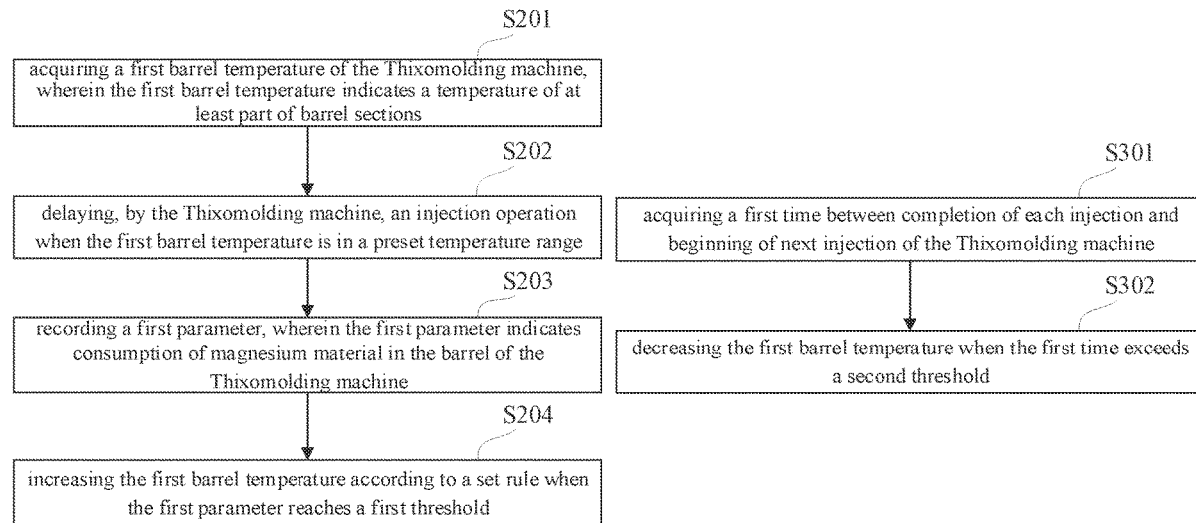 S201
acquiring a first barrel temperature of the Thixomolding machine,
wherein the first barrel temperature indicates a temperature of at
least part of barrel sections
S202
delaying, by the Thixomolding machine, an injection operation
when the first barrel temperature is in a preset temperature range
S203
recording a first parameter, wherein the first parameter indicates
consumption of magnesium material in the barrel of the
Thixomolding machine
S204
increasing the first barrel temperature according to a set rule when
the first parameter reaches a first threshold
S301
acquiring a first time between completion of each injection and
beginning of next injection of the Thixomolding machine
S302
decreasing the first barrel temperature when the first time exceeds
a second threshold